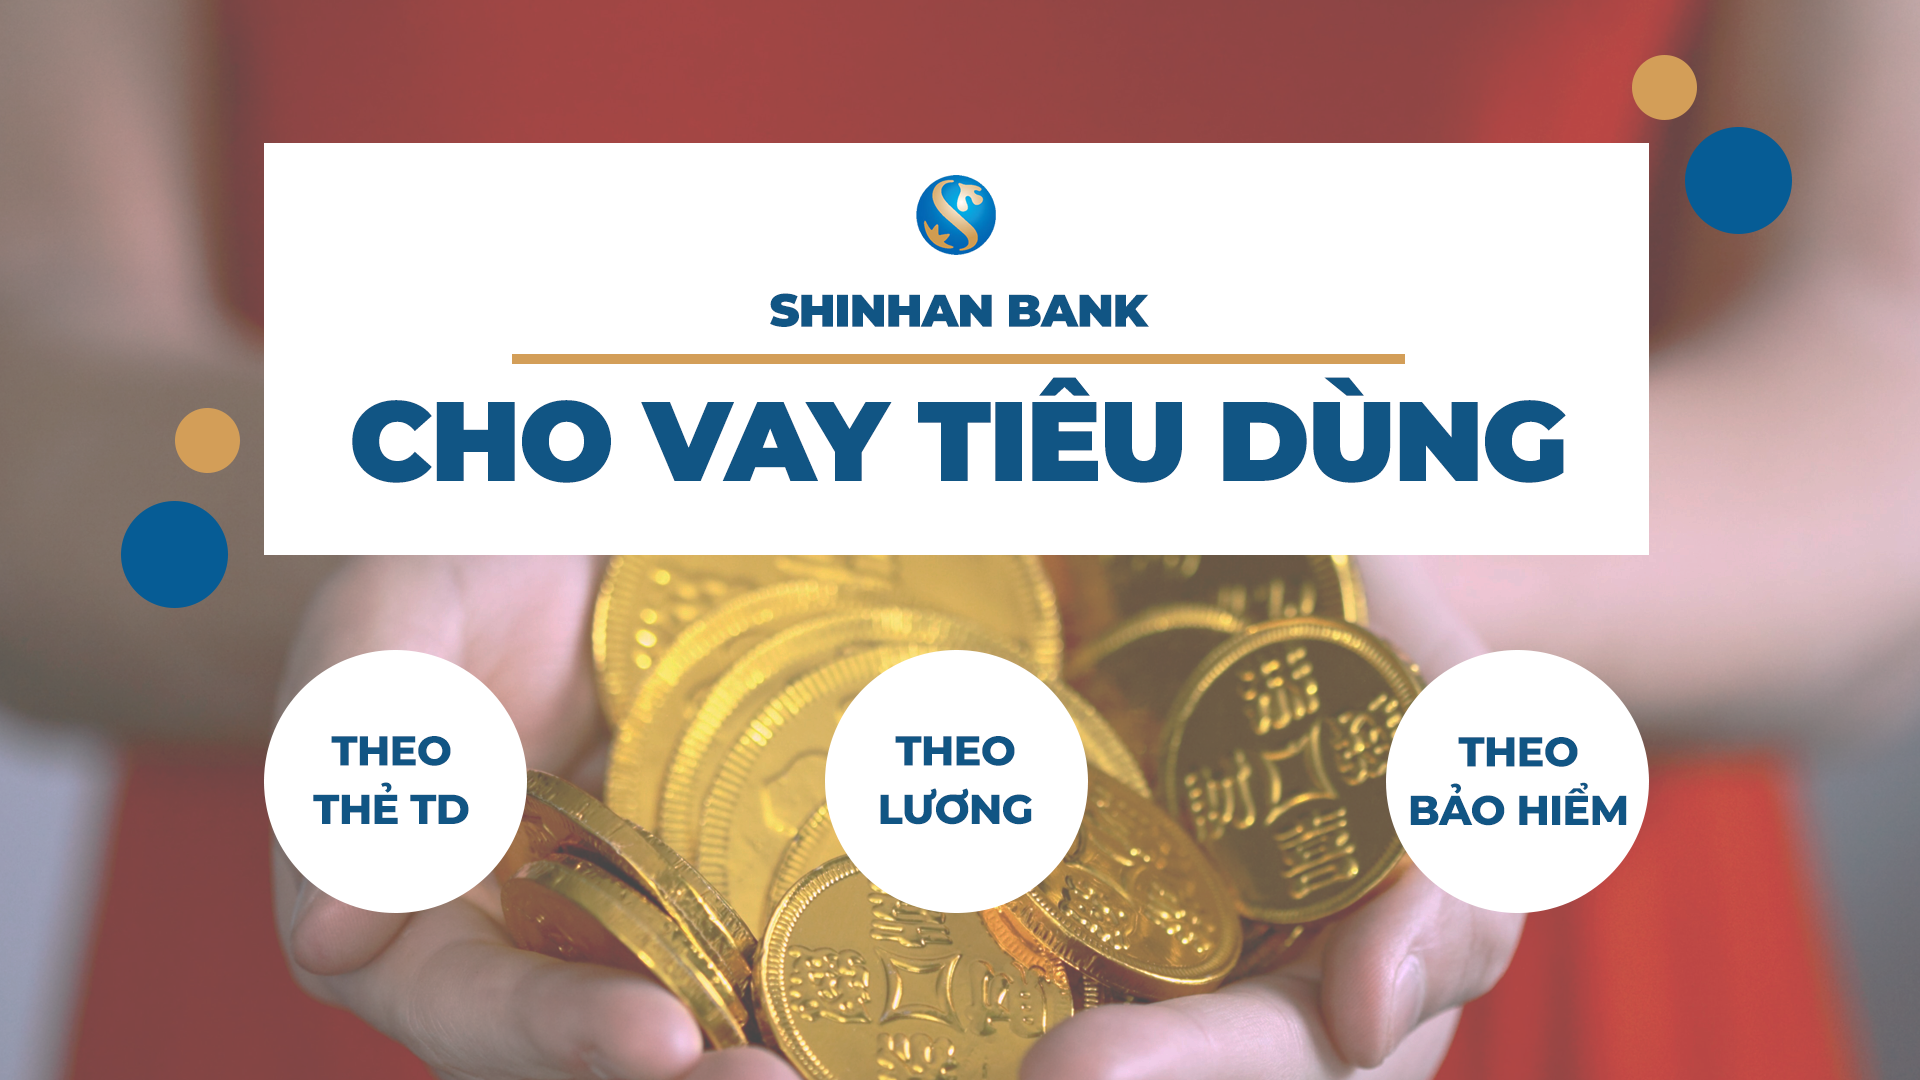 SHINHAN BANK
CHO VAY TIÊU DÙNG
THEO
THẺ TD
THEO
LƯƠNG
THEO
BẢO HIỂM